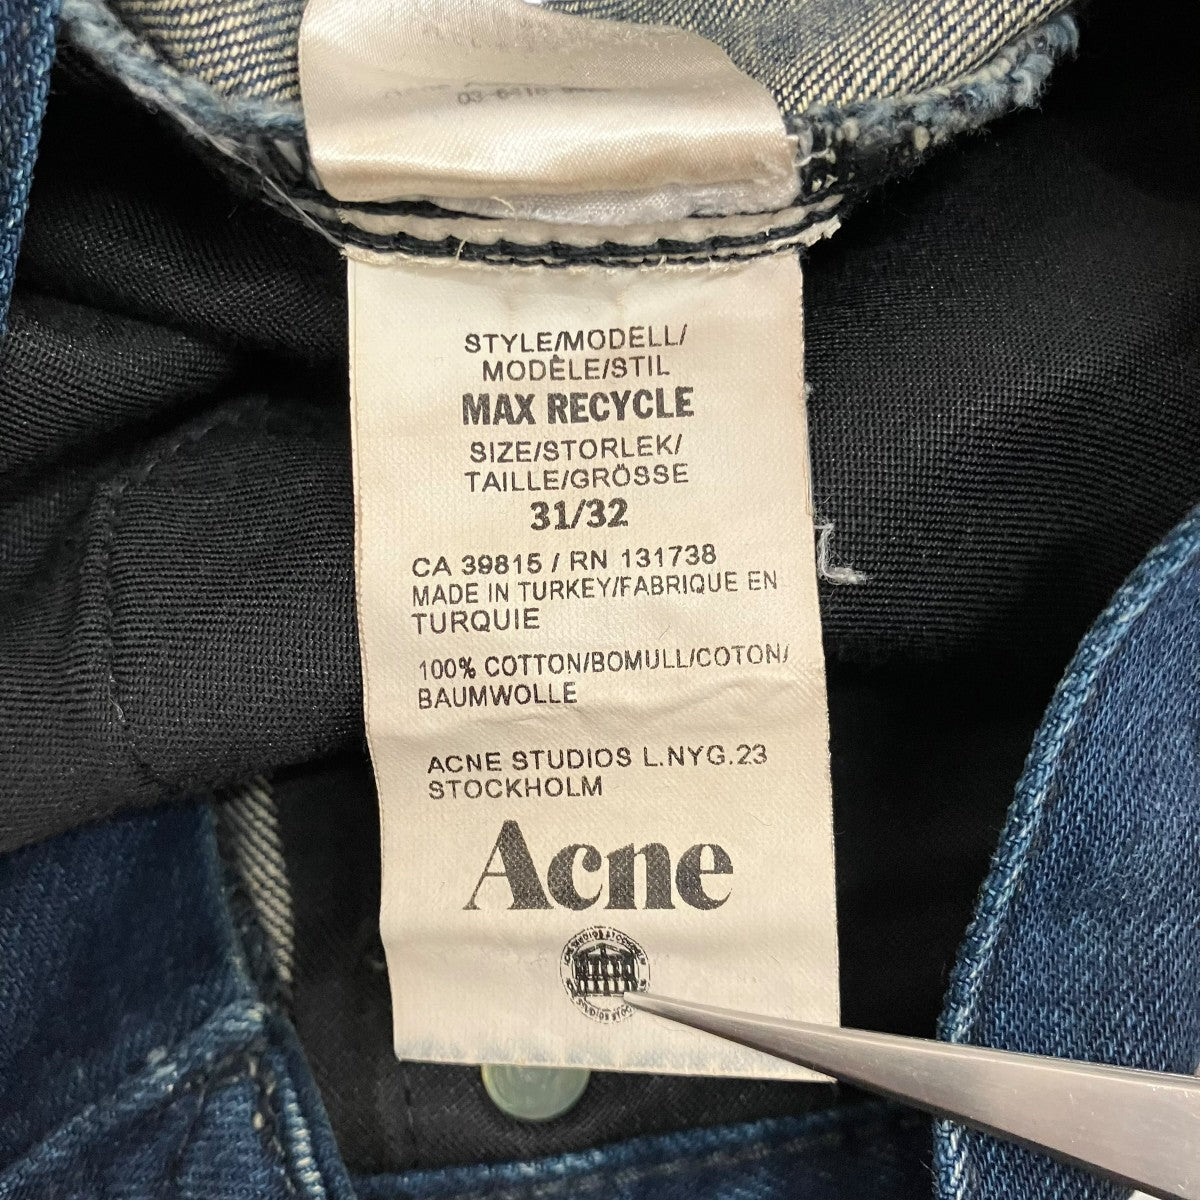 STYLE/MODELL/
MODÈLE/STIL
MAX RECYCLE
SIZE/STORLEK/
TAILLE/GRÖSSE
31/32
CA 39815 / RN 131738
MADE IN TURKEY/FABRIQUE EN
TURQUIE
100% COTTON/BOMULL/COTON/
BAUMWOLLE
ACNE STUDIOS L.NYG.23
STOCKHOLM
Acne